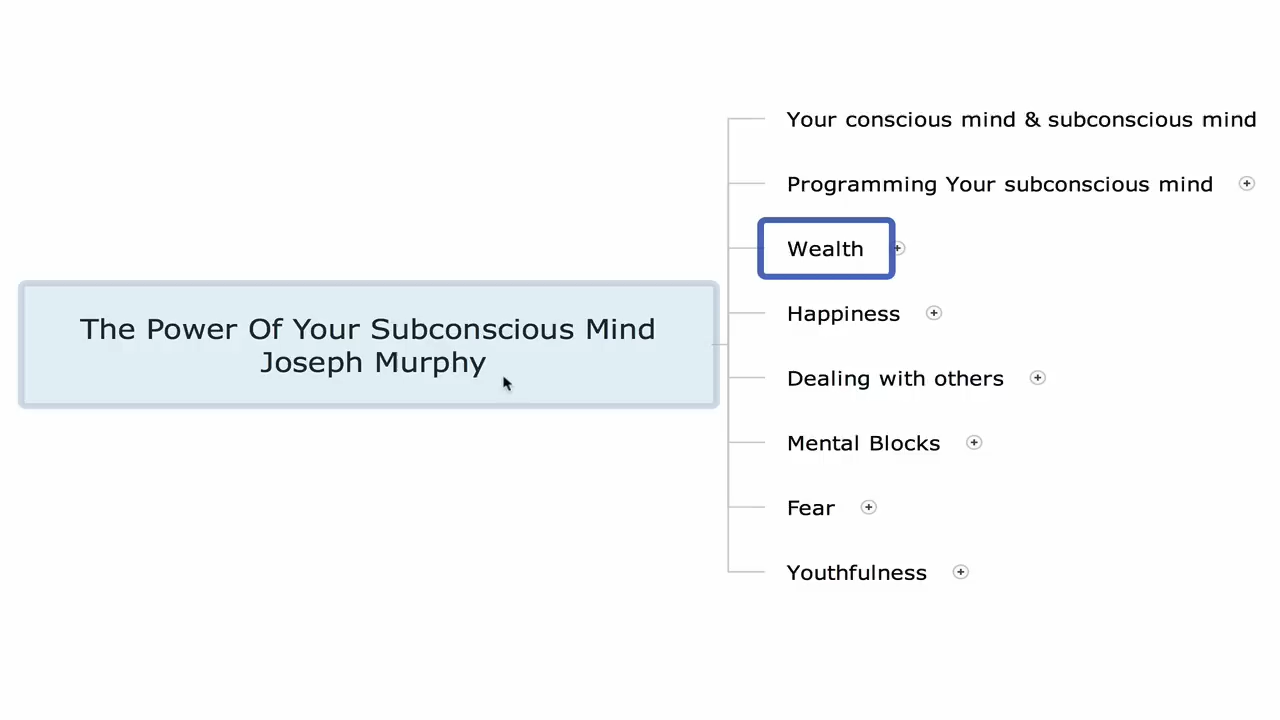 The Power Of Your Subconscious Mind
Joseph Murphy
Your conscious mind & subconscious mind
Programming Your subconscious mind
Wealth
Happiness
Dealing with others
Mental Blocks
Fear
Youthfulness